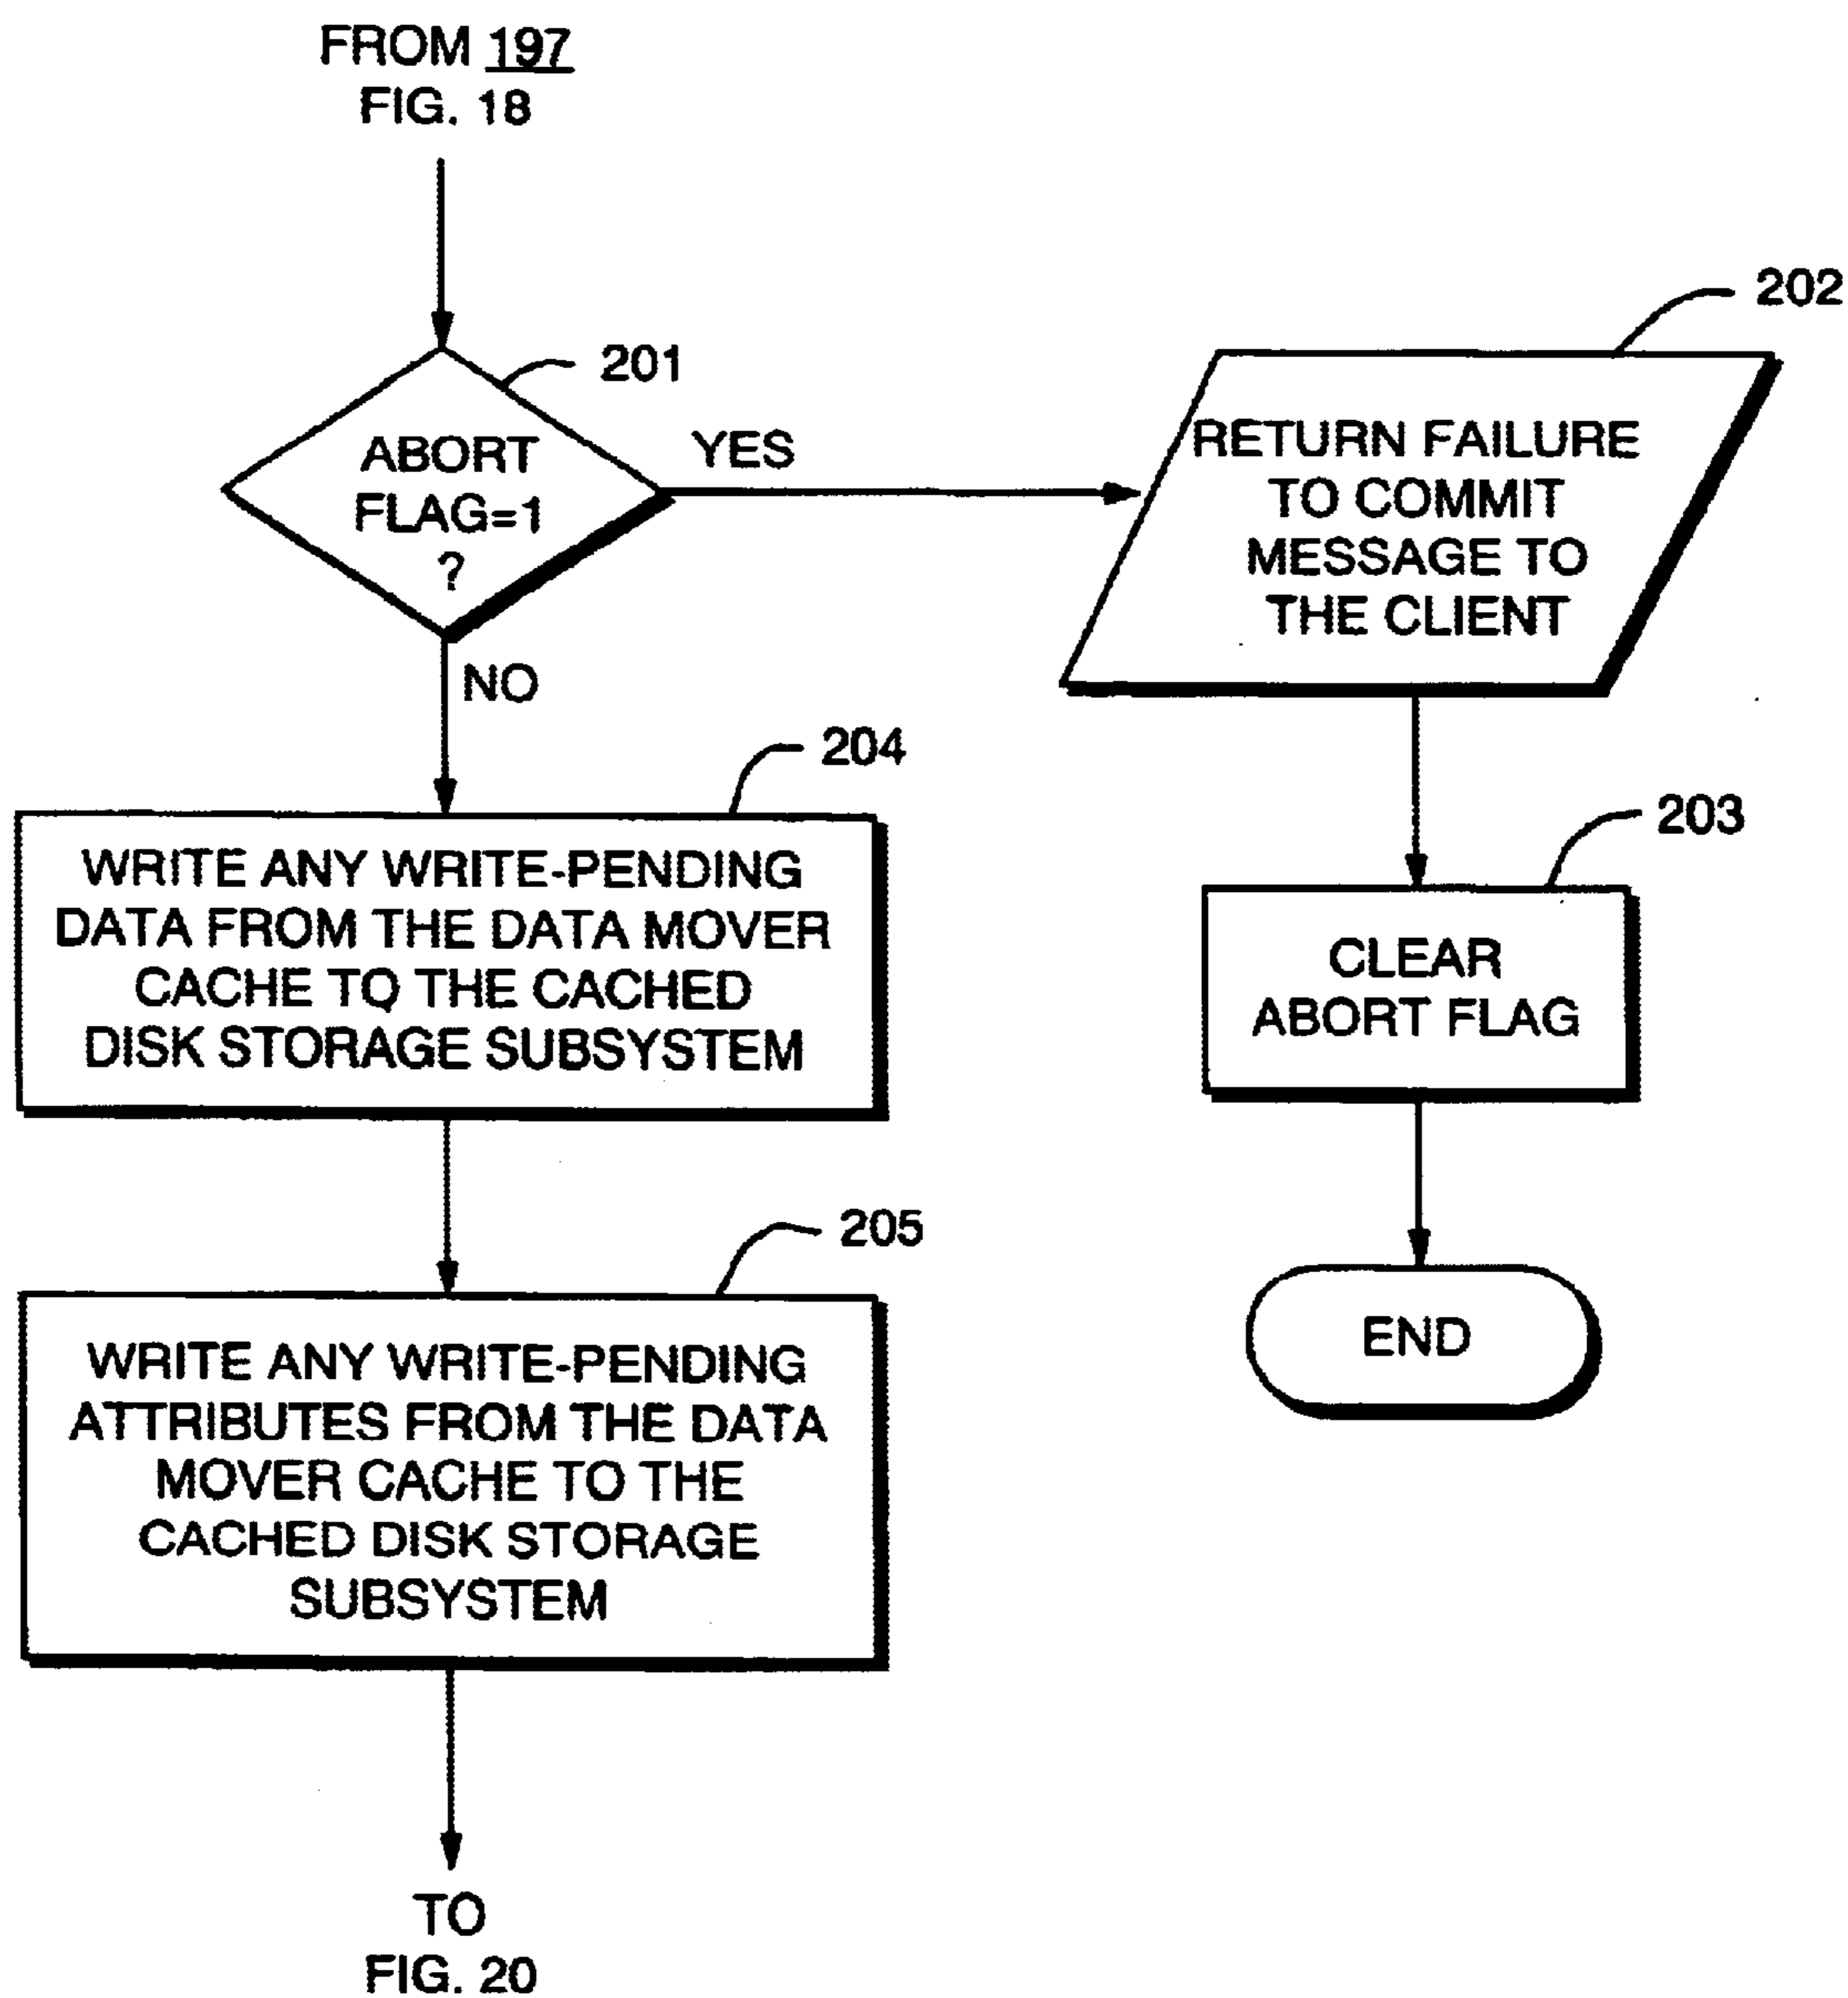 FROM 197
FIG. 18
201
ABORT
FLAG=1
?
YES
NO
202
RETURN FAILURE
TO COMMIT
MESSAGE TO
THE CLIENT
203
CLEAR
ABORT FLAG
END
204
WRITE ANY WRITE-PENDING
DATA FROM THE DATA MOVER
CACHE TO THE CACHED
DISK STORAGE SUBSYSTEM
205
WRITE ANY WRITE-PENDING
ATTRIBUTES FROM THE DATA
MOVER CACHE TO THE
CACHED DISK STORAGE
SUBSYSTEM
TO
FIG. 20